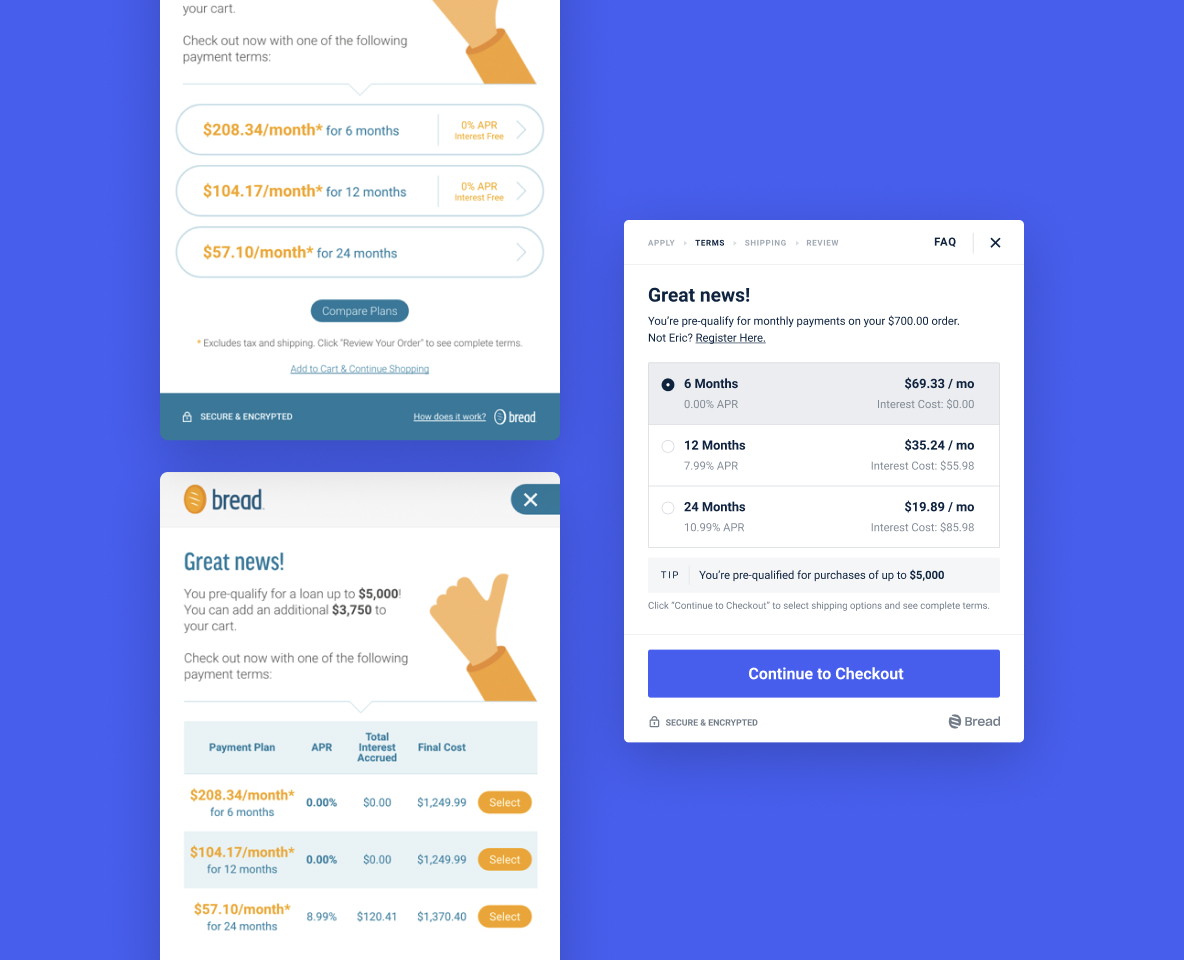 your cart.
Check out now with one of the following
payment terms:
$208.34/month* for 6 months
0% APR
Interest Free
$104.17/month* for 12 months
0% APR
Interest Free
$57.10/month* for 24 months
Compare Plans
* Excludes tax and shipping. Click "Review Your Order" to see complete terms.
Add to Cart & Continue Shopping
SECURE & ENCRYPTED
How does it work?
bread
bread
Great news!
You pre-qualify for a loan up to $5,000!
You can add an additional $3,750 to
your cart.
Check out now with one of the following
payment terms:
Payment Plan
APR
Total
Interest
Accrued
Final Cost
$208.34/month*
for 6 months
0.00%
$0.00
$1,249.99
Select
$104.17/month*
for 12 months
0.00%
$0.00
$1,249.99
Select
$57.10/month*
for 24 months
8.99%
$120.41
$1,370.40
Select
APPLY › TERMS › SHIPPING › REVIEW
FAQ
Great news!
You're pre-qualify for monthly payments on your $700.00 order.
Not Eric? Register Here.
6 Months
$69.33 / mo
0.00% APR
Interest Cost: $0.00
12 Months
$35.24 / mo
7.99% APR
Interest Cost: $55.98
24 Months
$19.89 / mo
10.99% APR
Interest Cost: $85.98
TIP
You're pre-qualified for purchases of up to $5,000
Click "Continue to Checkout" to select shipping options and see complete terms.
Continue to Checkout
SECURE & ENCRYPTED
Bread